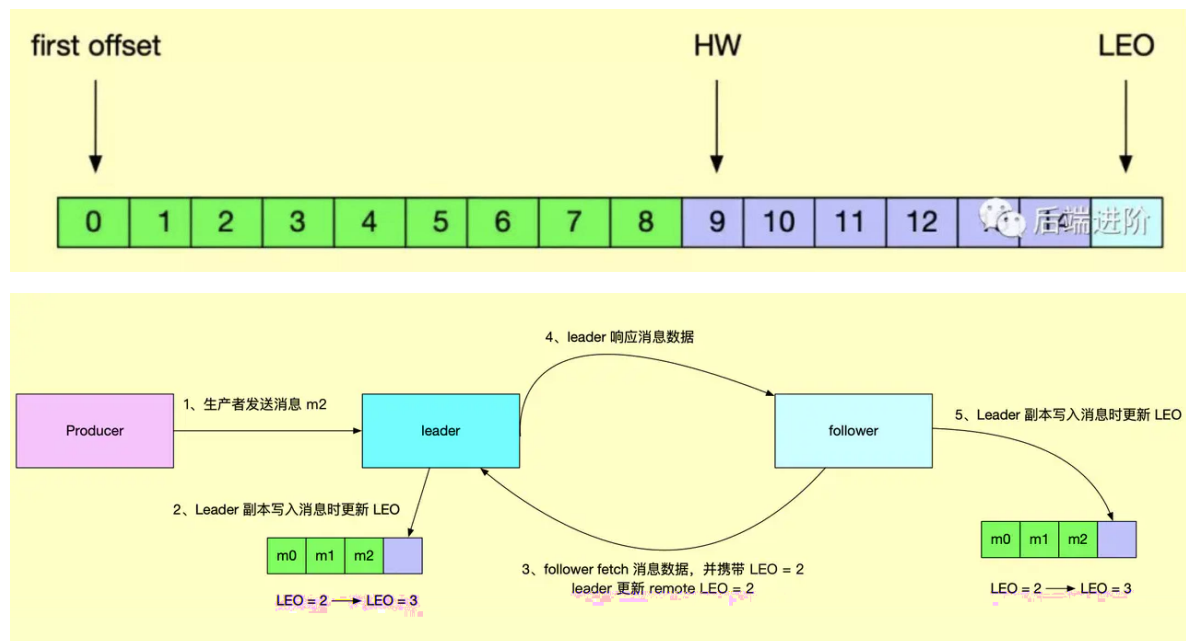 first offset
HW
LEO
0 1 2 3 4 5 6 7 8 9 10 11 12 14
后端进阶
4、leader 响应消息数据
1、生产者发送消息 m2
Producer
leader
follower
5、Leader 副本写入消息时更新 LEO
2、Leader 副本写入消息时更新 LEO
m0 m1 m2
LEO = 2 LEO = 3
3、follower fetch 消息数据，并携带 LEO = 2
leader 更新 remote LEO = 2
m0 m1 m2
LEO = 2 LEO = 3